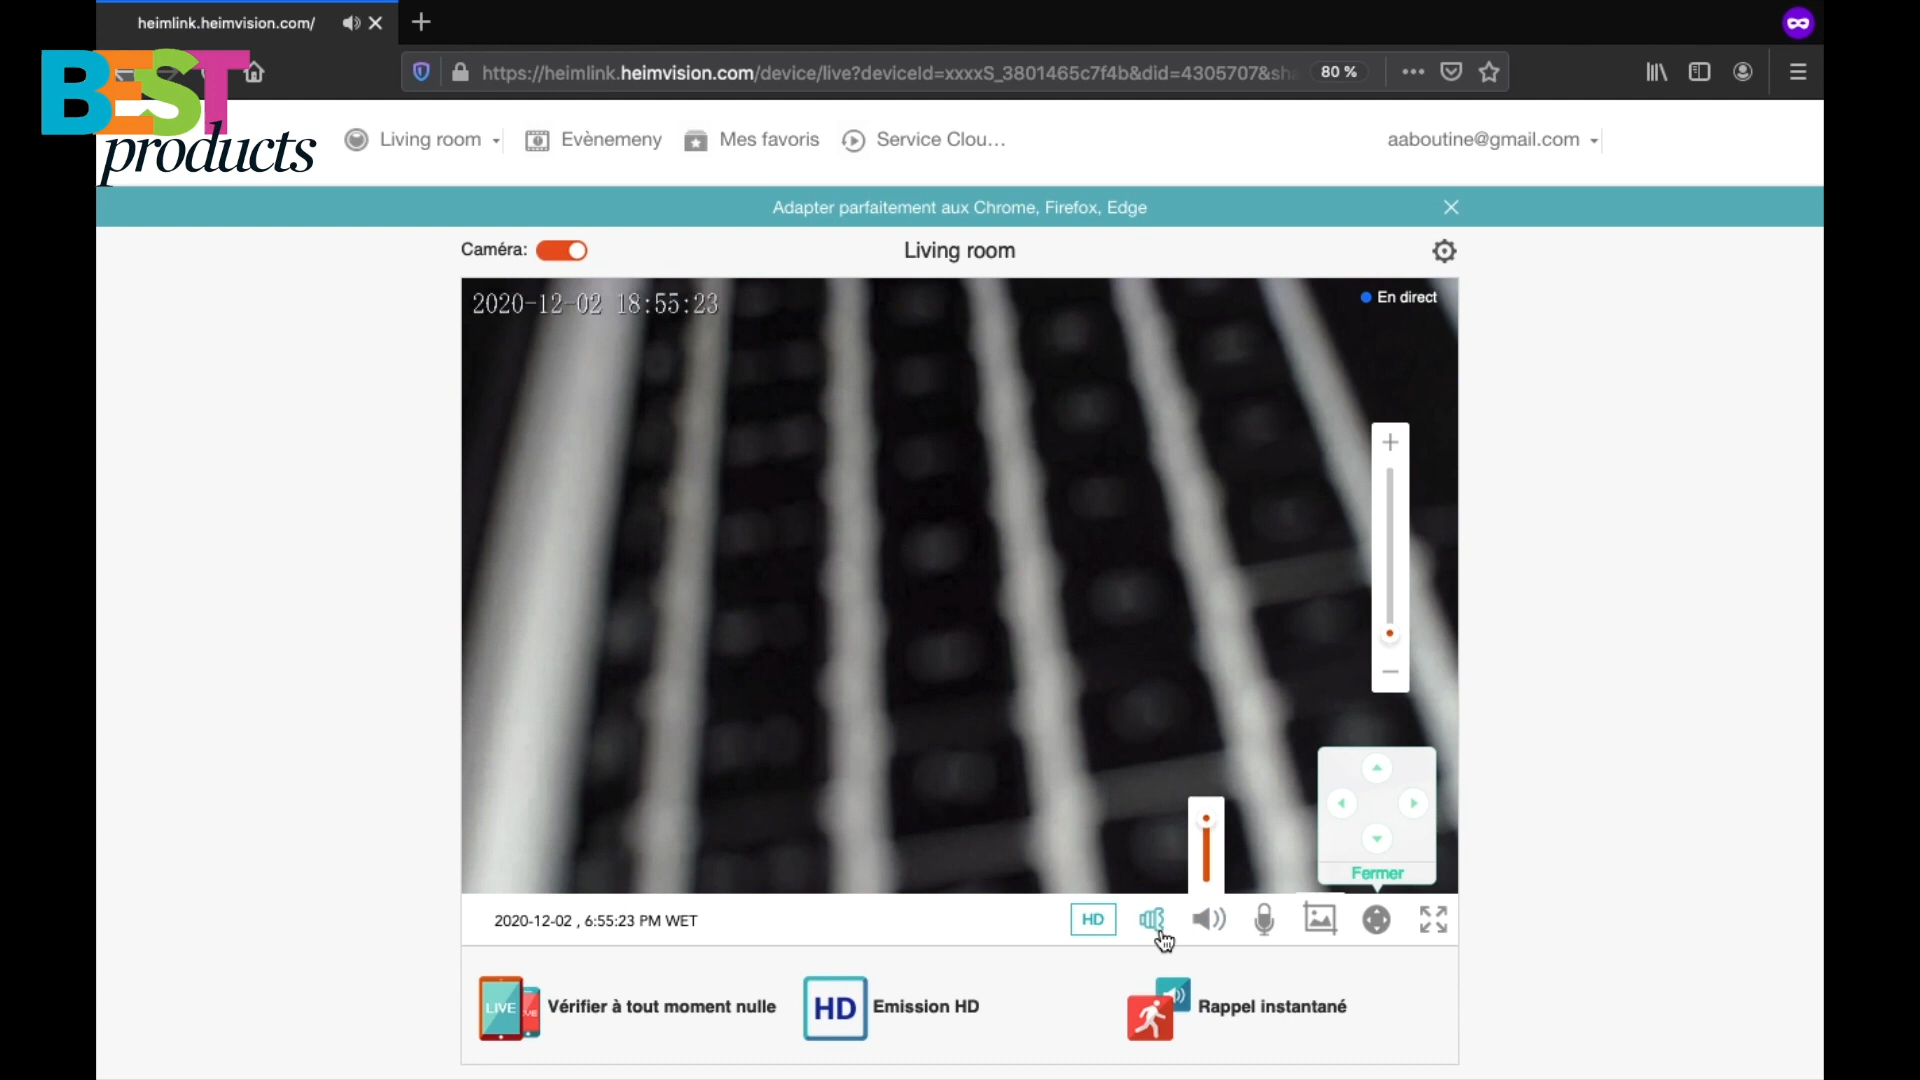 heimlink.heimvision.com/
BEST
products
https://heimlink.heimvision.com/device/live?deviceId=xxxxS_3801465c7f4b&did=4305707&sha
80 %
Living room
Evènemeny
Mes favoris
Service Clou...
aaboutine@gmail.com
Adapter parfaitement aux Chrome, Firefox, Edge
Caméra:
Living room
2020-12-02 18:55:23
En direct
Fermer
2020-12-02 , 6:55:23 PM WET
HD
LIVE
Vérifier à tout moment nulle
HD
Emission HD
Rappel instantané